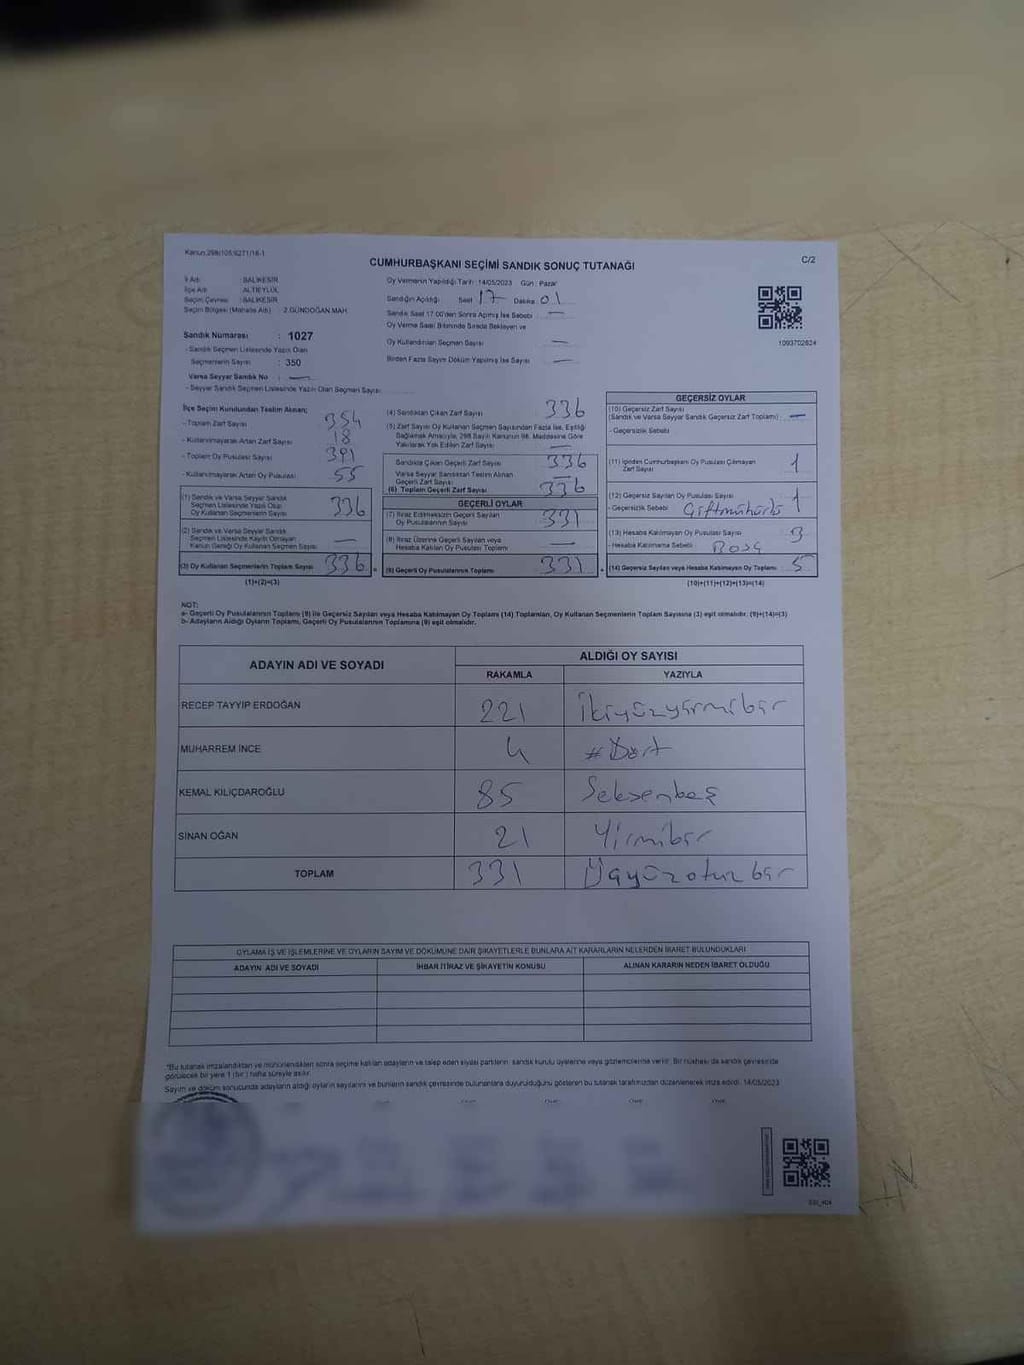 Kanun 298/105,6271/16-1
CUMHURBAŞKANI SEÇİMİ SANDIK SONUÇ TUTANAĞI
C/2
İl Adı : BALIKESİR
İlçe Adı : ALTIEYLÜL
Seçim Çevresi : BALIKESİR
Seçim Bölgesi (Mahalle Adı) : 2.GÜNDOĞAN MAH.
Oy Vermenin Yapıldığı Tarih : 14/05/2023 Gün : Pazar
Sandığın Açıldığı Saat 17 Dakika 01
Sandık Saat 17:00'den Sonra Açılmış İse Sebebi : —
Oy Verme Saati Bitiminde Sırada Bekleyen ve
Oy Kullandırılan Seçmen Sayısı —
Birden Fazla Sayım Döküm Yapılmış İse Sayısı —
1093702824
Sandık Numarası : 1027
- Sandık Seçmen Listesinde Yazılı Olan
Seçmenlerin Sayısı : 350
Varsa Seyyar Sandık No : —
- Seyyar Sandık Seçmen Listesinde Yazılı Olan Seçmen Sayısı
İlçe Seçim Kurulundan Teslim Alınan;
- Toplam Zarf Sayısı 354
- Kullanılmayarak Artan Zarf Sayısı 18
- Toplam Oy Pusulası Sayısı 391
- Kullanılmayarak Artan Oy Pusulası 55
(1) Sandık ve Varsa Seyyar Sandık
Seçmen Listesinde Yazılı Olup
Oy Kullanan Seçmenlerin Sayısı 336
(2) Sandık ve Varsa Seyyar Sandık
Seçmen Listesinde Kayıtlı Olmayan
Kanun Gereği Oy Kullanan Seçmen Sayısı —
(3) Oy Kullanan Seçmenlerin Toplam Sayısı 336
(1)+(2)=(3)
(4) Sandıktan Çıkan Zarf Sayısı 336
(5) Zarf Sayısı Oy Kullanan Seçmen Sayısından Fazla İse, Eşitliği
Sağlamak Amacıyla, 298 Sayılı Kanunun 98. Maddesine Göre
Yakılarak Yok Edilen Zarf Sayısı —
Sandıkta Çıkan Geçerli Zarf Sayısı 336
Varsa Seyyar Sandıktan Teslim Alınan
Geçerli Zarf Sayısı —
(6) Toplam Geçerli Zarf Sayısı 336
GEÇERLİ OYLAR
(7) İtiraz Edilmeksizin Geçerli Sayılan
Oy Pusulalarının Sayısı 331
(8) İtiraz Üzerine Geçerli Sayılan veya
Hesaba Katılan Oy Pusulası Toplamı —
(9) Geçerli Oy Pusulalarının Toplamı 331
GEÇERSİZ OYLAR
(10) Geçersiz Zarf Sayısı
(Sandık ve Varsa Seyyar Sandık Geçersiz Zarf Toplamı) —
- Geçersizlik Sebebi
(11) İçinden Cumhurbaşkanı Oy Pusulası Çıkmayan
Zarf Sayısı 1
(12) Geçersiz Sayılan Oy Pusulası Sayısı 1
- Geçersizlik Sebebi Çiftmühürlü
(13) Hesaba Katılmayan Oy Pusulası Sayısı 3
- Hesaba Katılmama Sebebi Boş
(14) Geçersiz Sayılan veya Hesaba Katılmayan Oy Toplamı 5
(10)+(11)+(12)+(13)=(14)
NOT:
a- Geçerli Oy Pusulalarının Toplamı (9) ile Geçersiz Sayılan veya Hesaba Katılmayan Oy Toplamı (14) Toplamları, Oy Kullanan Seçmenlerin Toplam Sayısına (3) eşit olmalıdır. (9)+(14)=(3)
b- Adayların Aldığı Oyların Toplamı, Geçerli Oy Pusulalarının Toplamına (9) eşit olmalıdır.
ADAYIN ADI VE SOYADI
ALDIĞI OY SAYISI
RAKAMLA YAZIYLA
RECEP TAYYİP ERDOĞAN 221 ikiyüzyirmibir
MUHARREM İNCE 4 #Dört
KEMAL KILIÇDAROĞLU 85 Seksenbeş
SİNAN OĞAN 21 Yirmibir
TOPLAM 331 Üçyüzotuzbir
OYLAMA İŞ VE İŞLEMLERİNE VE OYLARIN SAYIM VE DÖKÜMÜNE DAİR ŞİKAYETLERLE BUNLARA AİT KARARLARIN NELERDEN İBARET BULUNDUKLARI
ADAYIN ADI VE SOYADI İHBAR İTİRAZ VE ŞİKAYETİN KONUSU ALINAN KARARIN NEDEN İBARET OLDUĞU
"Bu tutanak imzalandıktan ve mühürlendikten sonra seçime katılan adayların ve talep eden siyasi partilerin sandık kurulu üyelerine veya gözlemcilerine verilir. Bir nüshası da sandık çevresinde
görülecek bir yere 1 (bir) hafta süreyle asılır.
Sayım ve döküm sonucunda adayların aldığı oyların sayılarını ve bunların sandık çevresinde bulunanlara duyurulduğunu gösteren bu tutanak tarafımızdan düzenlenerek imza edildi. 14/05/2023